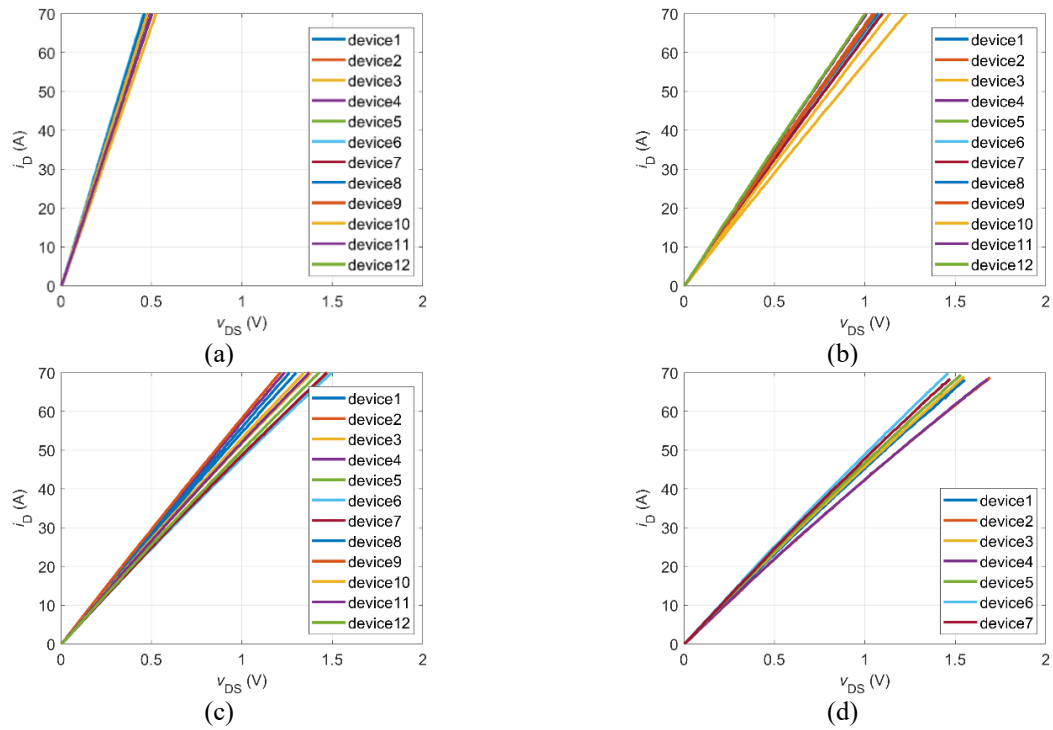 70
60
50
40
30
20
10
0
i_D (A)
0
0.5
1
1.5
2
v_DS (V)
device1
device2
device3
device4
device5
device6
device7
device8
device9
device10
device11
device12
(a)
70
60
50
40
30
20
10
0
i_D (A)
0
0.5
1
1.5
2
v_DS (V)
device1
device2
device3
device4
device5
device6
device7
device8
device9
device10
device11
device12
(b)
70
60
50
40
30
20
10
0
i_D (A)
0
0.5
1
1.5
2
v_DS (V)
device1
device2
device3
device4
device5
device6
device7
device8
device9
device10
device11
device12
(c)
70
60
50
40
30
20
10
0
i_D (A)
0
0.5
1
1.5
2
v_DS (V)
device1
device2
device3
device4
device5
device6
device7
(d)